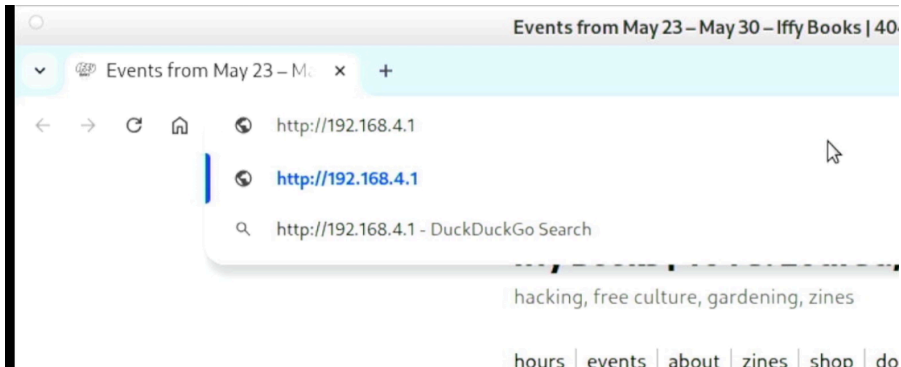 Events from May 23 – May 30 – Iffy Books | 404
Events from May 23 – Ma
http://192.168.4.1
http://192.168.4.1
http://192.168.4.1 - DuckDuckGo Search
hacking, free culture, gardening, zines
hours | events | about | zines | shop | do